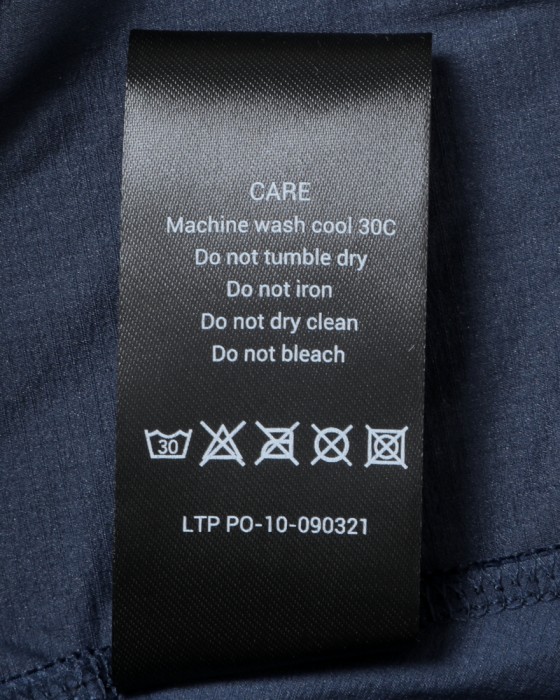 CARE
Machine wash cool 30C
Do not tumble dry
Do not iron
Do not dry clean
Do not bleach
30
LTP PO-10-090321